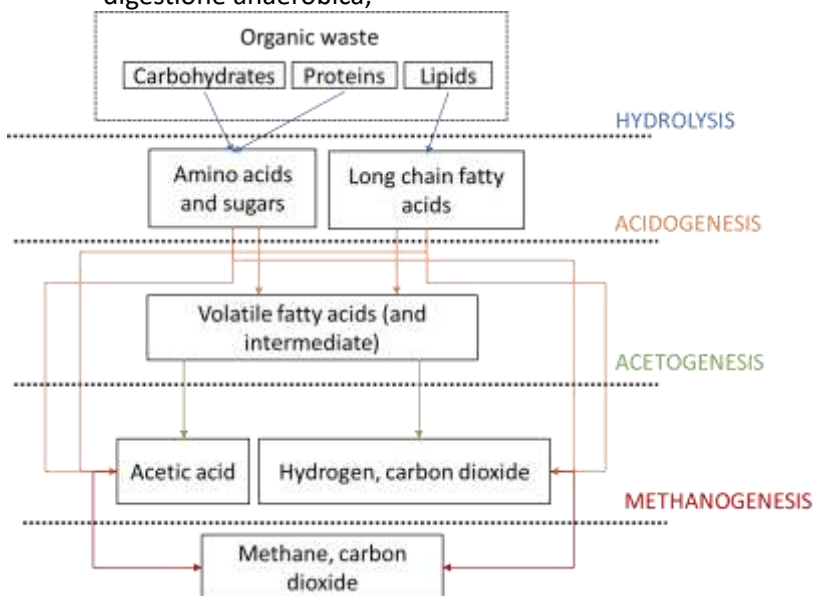 digestione anaerobica,
Organic waste
Carbohydrates Proteins Lipids
HYDROLYSIS
Amino acids
and sugars
Long chain fatty
acids
ACIDOGENESIS
Volatile fatty acids (and
intermediate)
ACETOGENESIS
Acetic acid
Hydrogen, carbon dioxide
METHANOGENESIS
Methane, carbon
dioxide